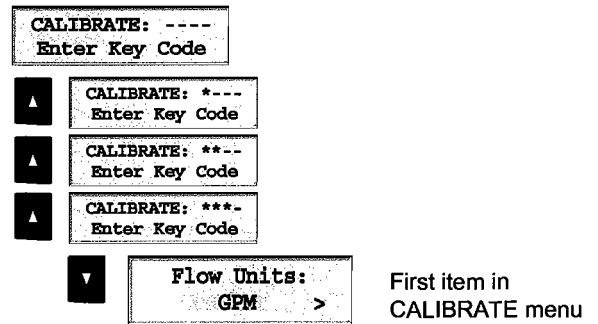 CALIBRATE: ----
Enter Key Code
CALIBRATE: *---
Enter Key Code
CALIBRATE: **--
Enter Key Code
CALIBRATE: ***-
Enter Key Code
Flow Units:
GPM >
First item in
CALIBRATE menu